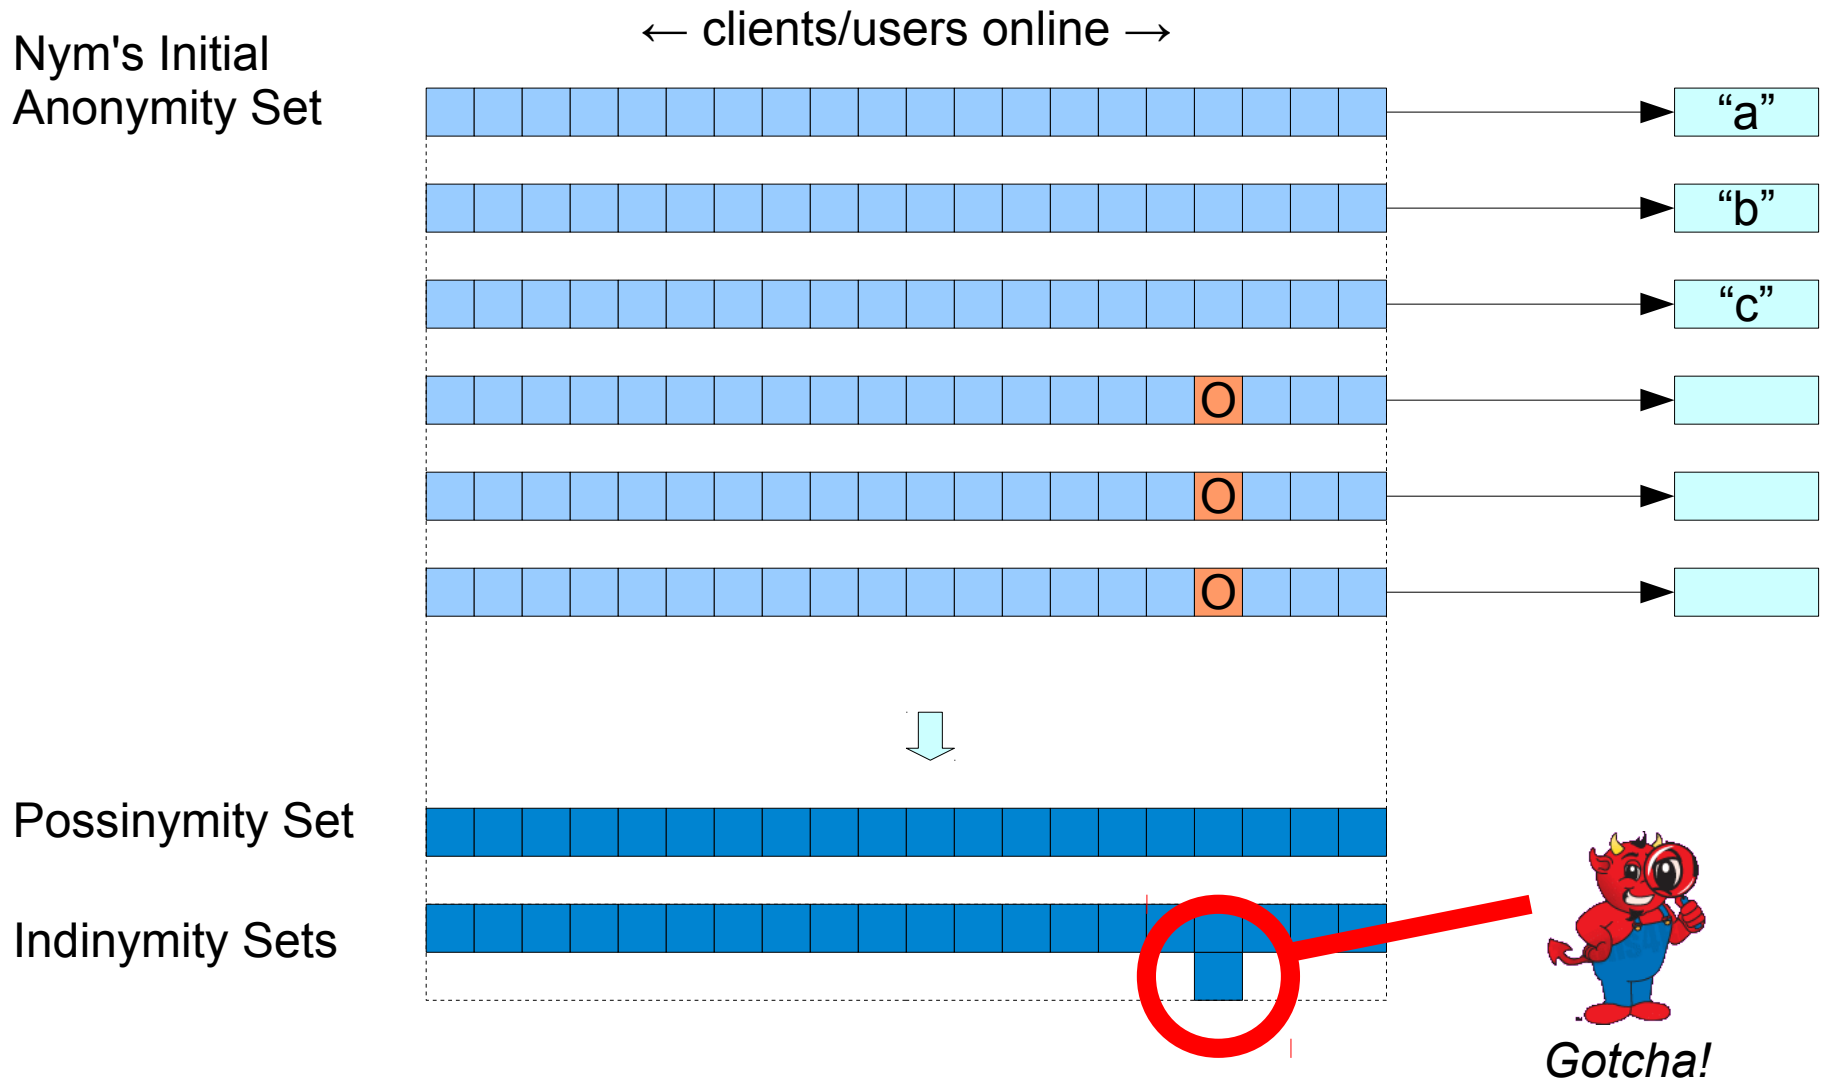 ← clients/users online →
Nym's Initial
Anonymity Set
“a”
“b”
“c”
O
O
O
Possinymity Set
Indinymity Sets
Gotcha!